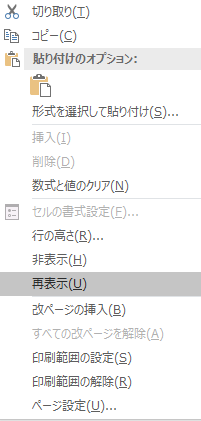 切り取り(T)
コピー(C)
貼り付けのオプション:
形式を選択して貼り付け(S)...
挿入(I)
削除(D)
数式と値のクリア(N)
セルの書式設定(F)...
行の高さ(R)...
非表示(H)
再表示(U)
改ページの挿入(B)
すべての改ページを解除(A)
印刷範囲の設定(S)
印刷範囲の解除(R)
ページ設定(U)...